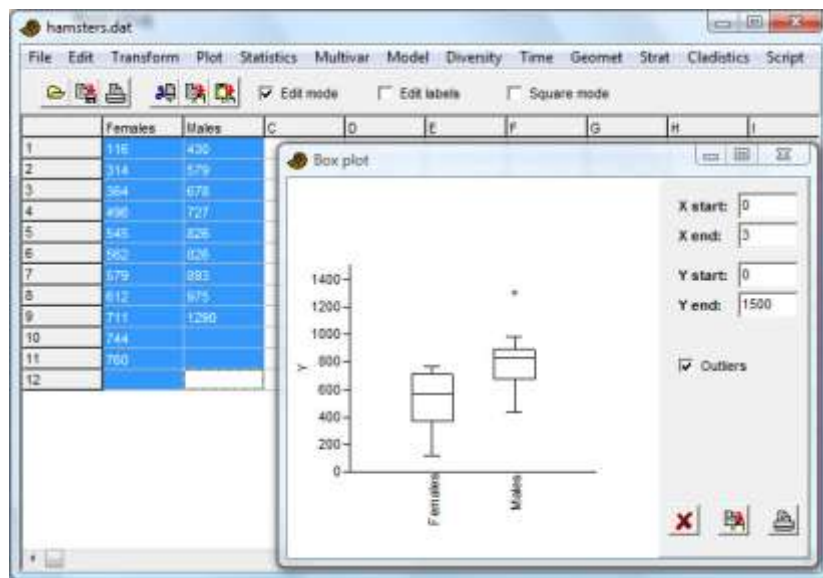 hamsters.dat
File Edit Transform Plot Statistics Multivar Model Diversity Time Geomet Strat Cladistics Script
Edit mode Edit labels Square mode
Females Males C D E F G H I
1 116 430
2 314 579
3 364 678
4 496 727
5 545 826
6 562 826
7 579 893
8 612 975
9 711 1290
10 744
11 760
12
Box plot
X start: 0
X end: 3
Y start: 0
Y end: 1500
Outliers
1400
1200
1000
800
600
400
200
0
Y
Females
Males